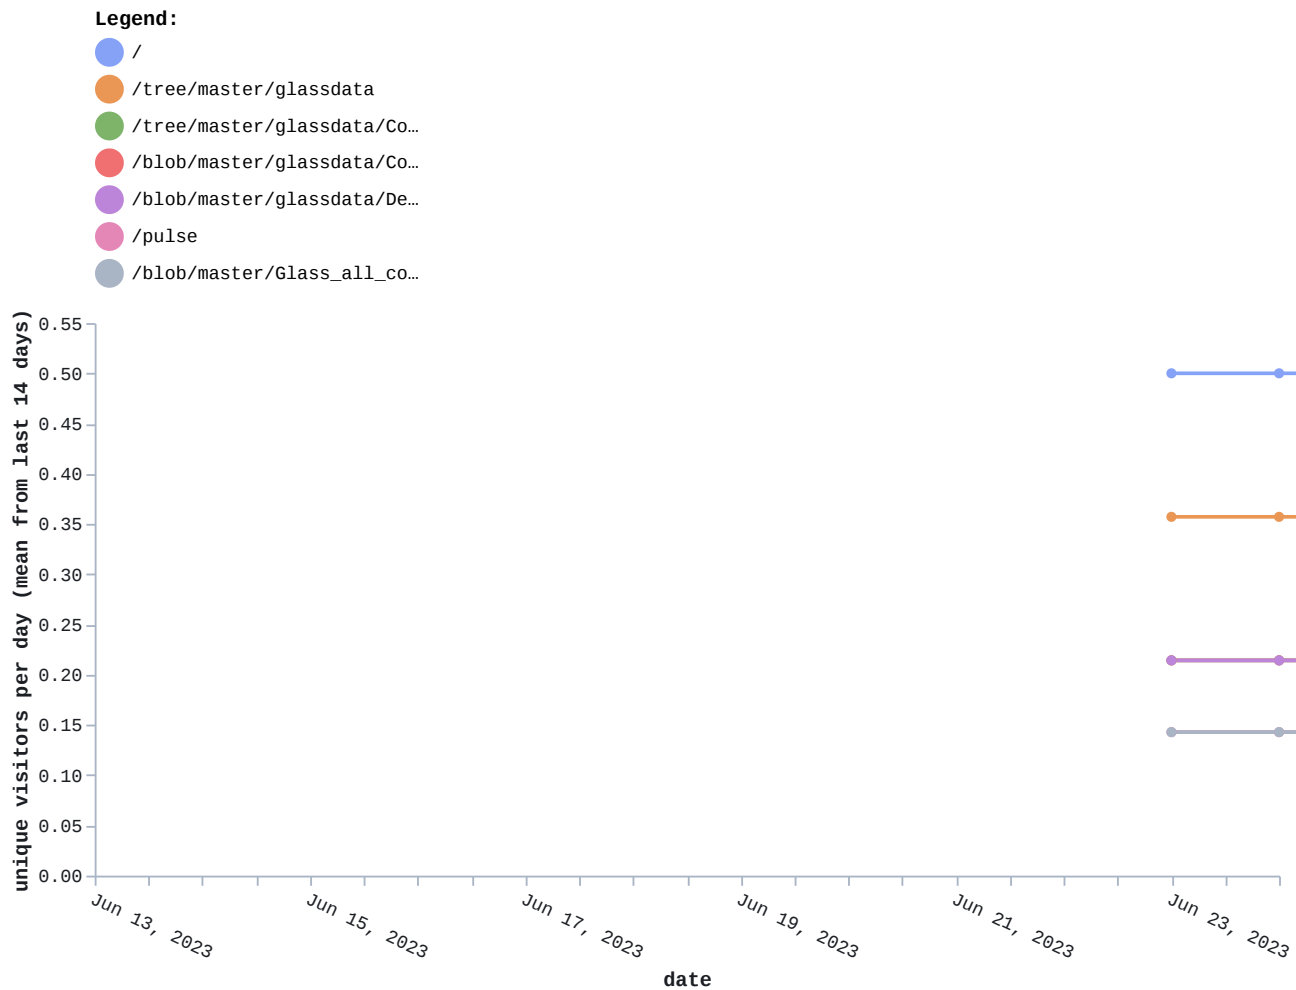 Legend:
/
/tree/master/glassdata
/tree/master/glassdata/Co…
/blob/master/glassdata/Co…
/blob/master/glassdata/De…
/pulse
/blob/master/Glass_all_co…
unique visitors per day (mean from last 14 days)
0.55
0.50
0.45
0.40
0.35
0.30
0.25
0.20
0.15
0.10
0.05
0.00
Jun 13, 2023
Jun 15, 2023
Jun 17, 2023
Jun 19, 2023
Jun 21, 2023
Jun 23, 2023
date